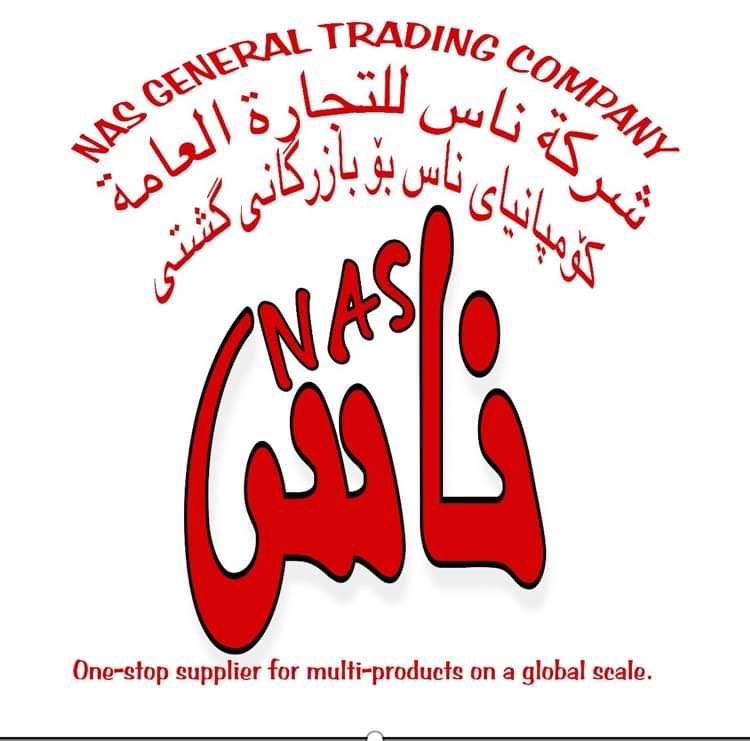 NAS GENERAL TRADING COMPANY
شركة ناس للتجارة العامة
کۆمپانیای ناس بۆ بازرگانی گشتی
NAS
ناس
One-stop supplier for multi-products on a global scale.